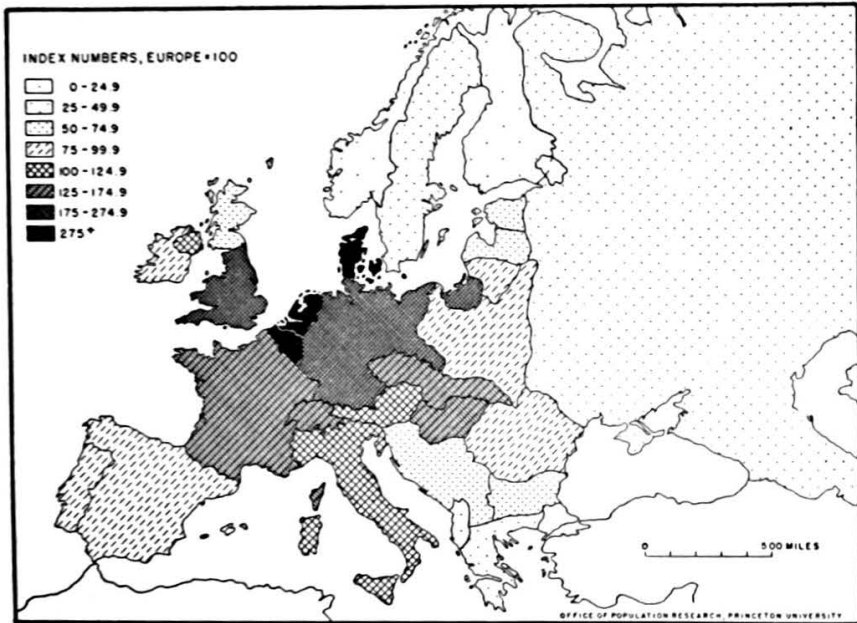 INDEX NUMBERS, EUROPE=100
0-24.9
25-49.9
50-74.9
75-99.9
100-124.9
125-174.9
175-274.9
275+
0 500 MILES
OFFICE OF POPULATION RESEARCH, PRINCETON UNIVERSITY